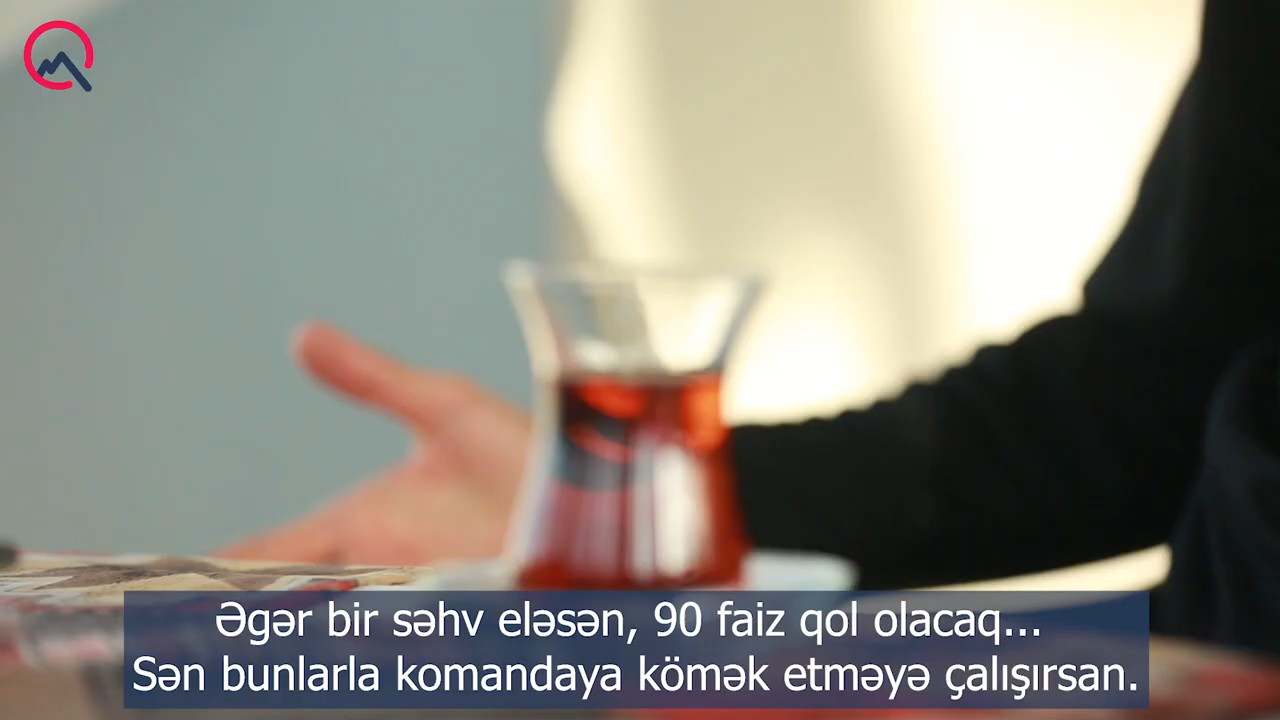 Əgər bir səhv eləsən, 90 faiz qol olacaq...
Sən bunlarla komandaya kömək etməyə çalışırsan.